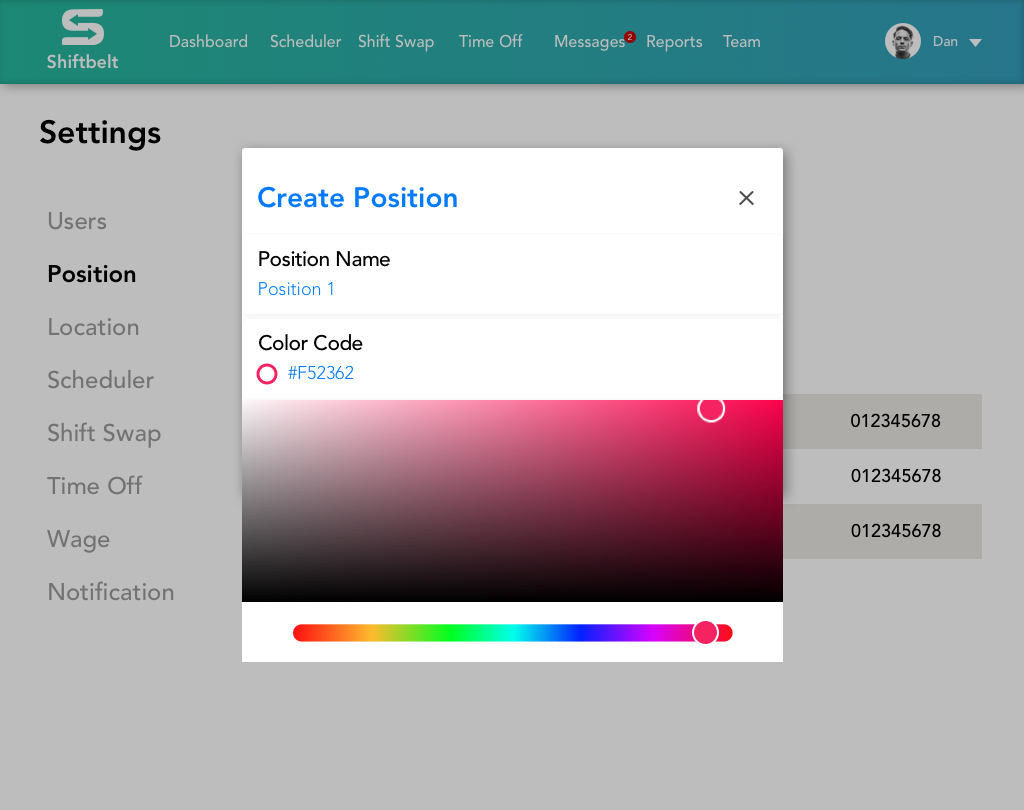 Shiftbelt
Dashboard Scheduler Shift Swap Time Off Messages 2 Reports Team Dan
Settings
Users
Position
Location
Scheduler
Shift Swap
Time Off
Wage
Notification
Create Position
Position Name
Position 1
Color Code
#F52362
012345678
012345678
012345678